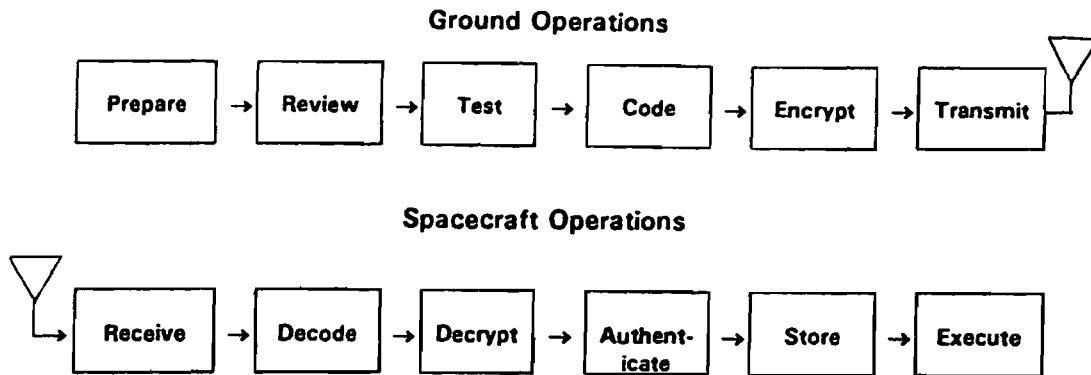 Ground Operations
Prepare → Review → Test → Code → Encrypt → Transmit
Spacecraft Operations
Receive → Decode → Decrypt → Authent-
icate → Store → Execute